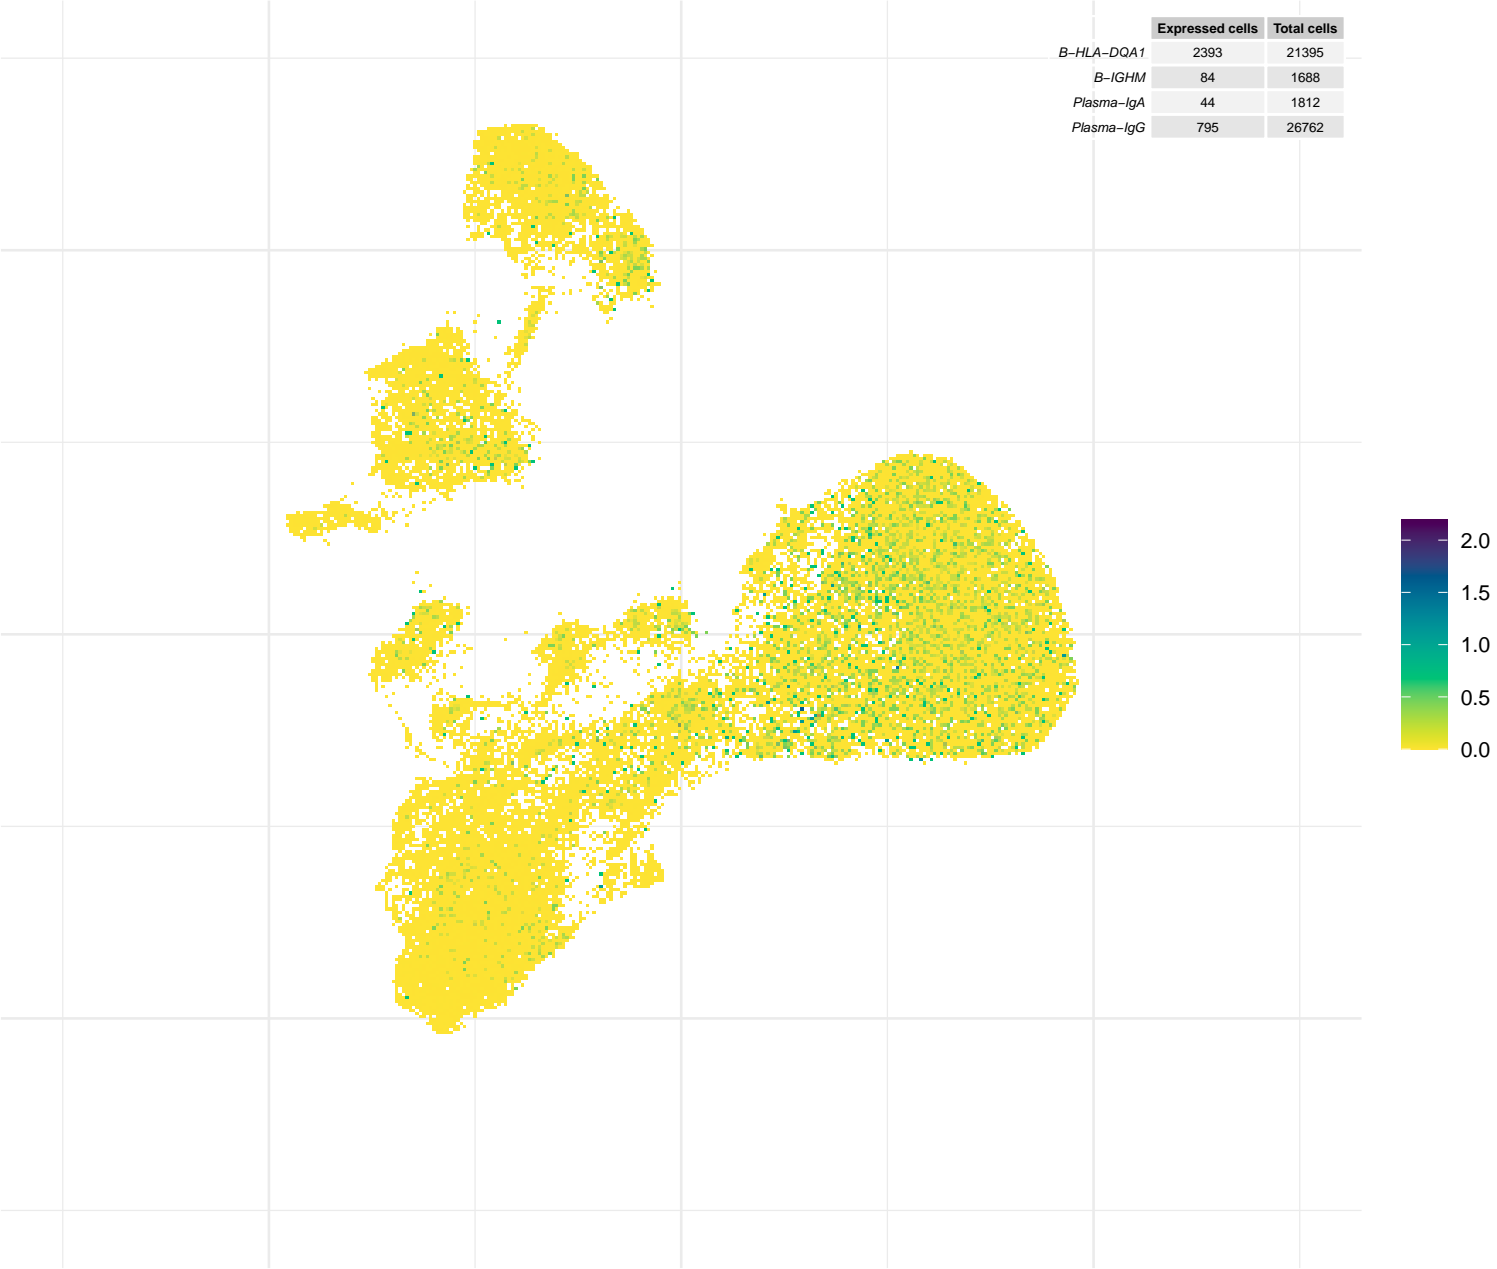 Expressed cells Total cells
B−HLA−DQA1 2393 21395
B−IGHM 84 1688
Plasma−IgA 44 1812
Plasma−IgG 795 26762
2.0
1.5
1.0
0.5
0.0